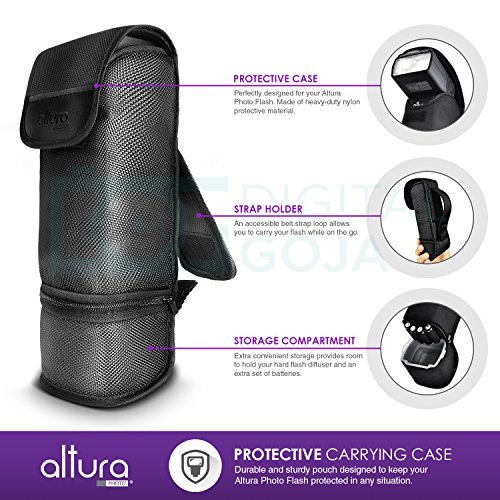 altura
PHOTO
PROTECTIVE CASE
Perfectly designed for your Altura
Photo Flash. Made of heavy-duty nylon
protective material.
STRAP HOLDER
An accessible belt strap loop allows
you to carry your flash while on the go.
DIGITAL
GOJA
STORAGE COMPARTMENT
Extra convenient storage provides room
to hold your hard flash diffuser and an
extra set of batteries.
altura
PHOTO®
PROTECTIVE CARRYING CASE
Durable and sturdy pouch designed to keep your
Altura Photo Flash protected in any situation.